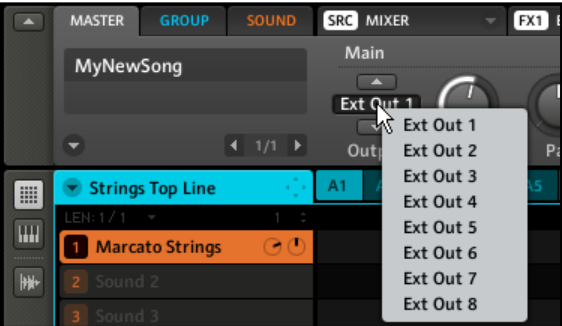 MASTER GROUP SOUND SRC MIXER FX1
MyNewSong
Main
Ext Out 1
1/1
Strings Top Line
A1
A5
LEN: 1 / 1
1
1 Marcato Strings
2 Sound 2
3 Sound 3
Ext Out 1
Ext Out 2
Ext Out 3
Ext Out 4
Ext Out 5
Ext Out 6
Ext Out 7
Ext Out 8